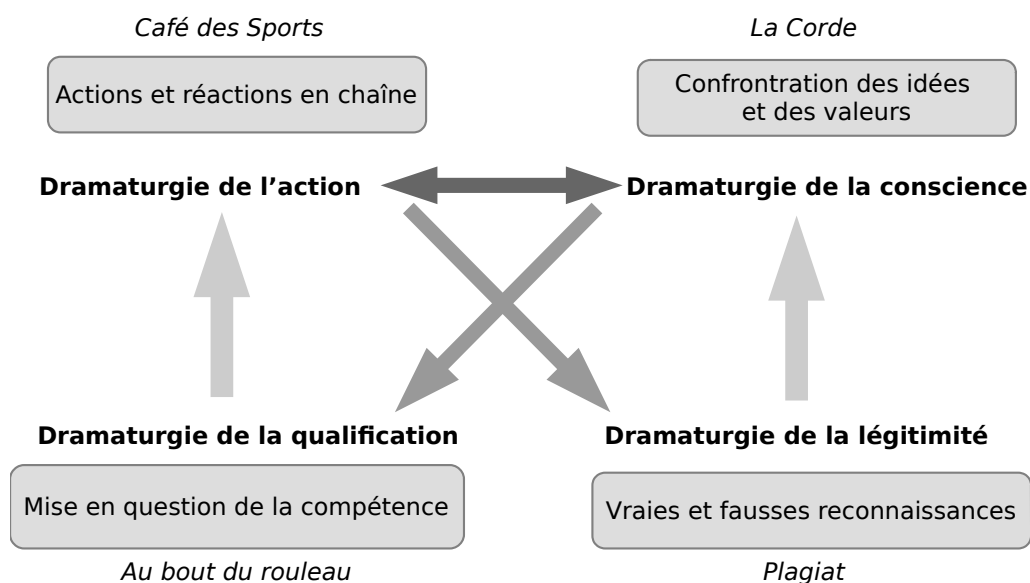 Café des Sports
La Corde
Actions et réactions en chaîne
Confrontration des idées
et des valeurs
Dramaturgie de l’action
Dramaturgie de la conscience
Dramaturgie de la qualification
Dramaturgie de la légitimité
Mise en question de la compétence
Vraies et fausses reconnaissances
Au bout du rouleau
Plagiat